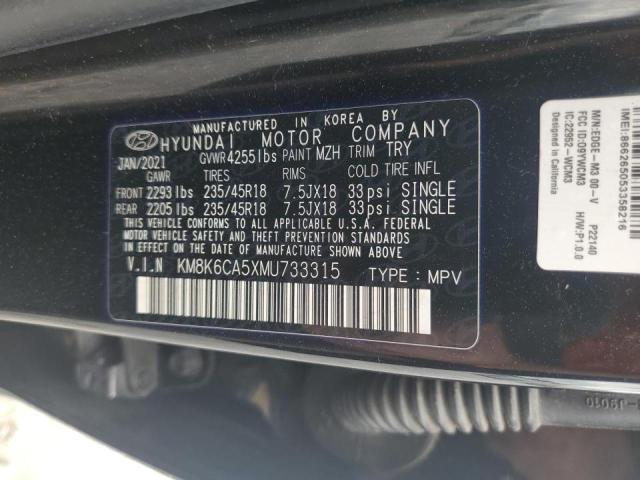 MANUFACTURED IN KOREA BY
HYUNDAI MOTOR COMPANY
JAN/2021 GVWR 4255lbs PAINT MZH TRIM TRY
GAWR TIRES RIMS COLD TIRE INFL.
FRONT 2293lbs 235/45R18 7.5JX18 33psi SINGLE
REAR 2205lbs 235/45R18 7.5JX18 33psi SINGLE
THIS VEHICLE CONFORMS TO ALL APPLICABLE U.S.A. FEDERAL
MOTOR VEHICLE SAFETY AND THEFT PREVENTION STANDARDS
IN EFFECT ON THE DATE OF MANUFACTURE SHOWN ABOVE.
V.I.N KM8K6CA5XMU733315 TYPE : MPV
IMEI:866265053358216
M/N:EDGE-M3 00-V P22140
FCC ID:O9YWCM3 H/W:P1.0.0
IC:22952-WCM3
Designed in California
J9010